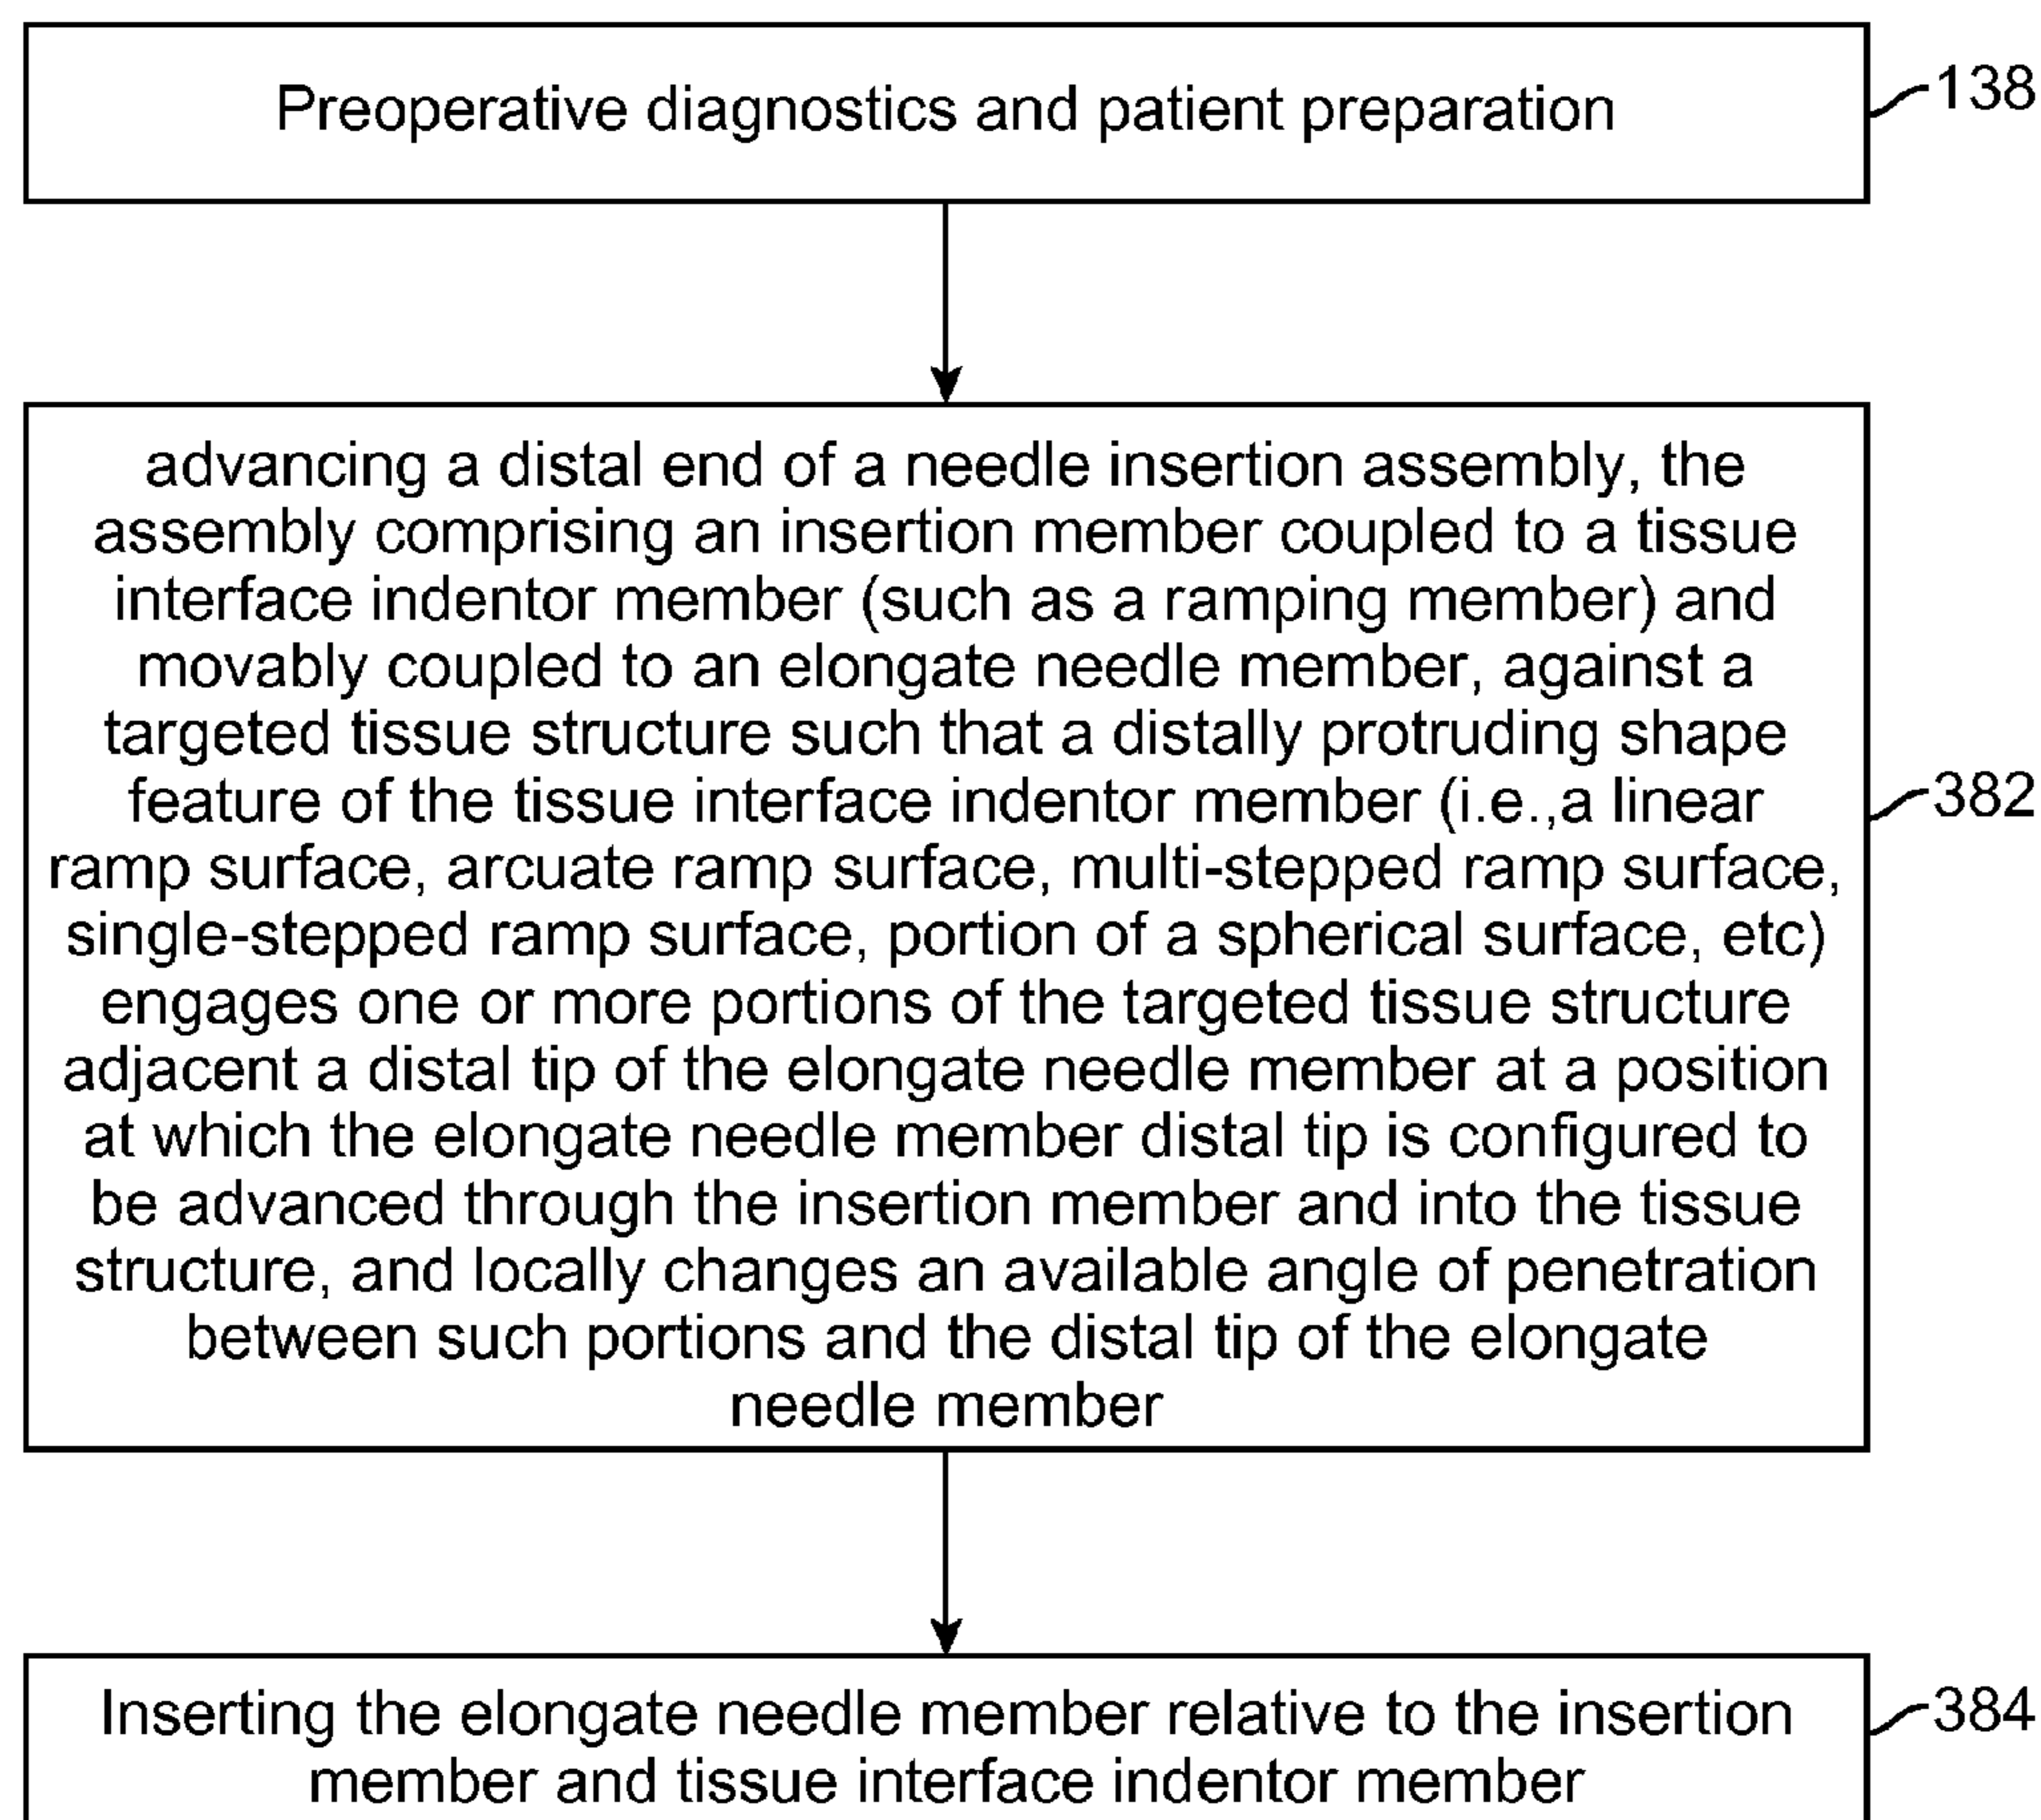 Preoperative diagnostics and patient preparation
138
advancing a distal end of a needle insertion assembly, the
assembly comprising an insertion member coupled to a tissue
interface indentor member (such as a ramping member) and
movably coupled to an elongate needle member, against a
targeted tissue structure such that a distally protruding shape
feature of the tissue interface indentor member (i.e.,a linear
ramp surface, arcuate ramp surface, multi-stepped ramp surface,
single-stepped ramp surface, portion of a spherical surface, etc)
engages one or more portions of the targeted tissue structure
adjacent a distal tip of the elongate needle member at a position
at which the elongate needle member distal tip is configured to
be advanced through the insertion member and into the tissue
structure, and locally changes an available angle of penetration
between such portions and the distal tip of the elongate
needle member
382
Inserting the elongate needle member relative to the insertion
member and tissue interface indentor member
384